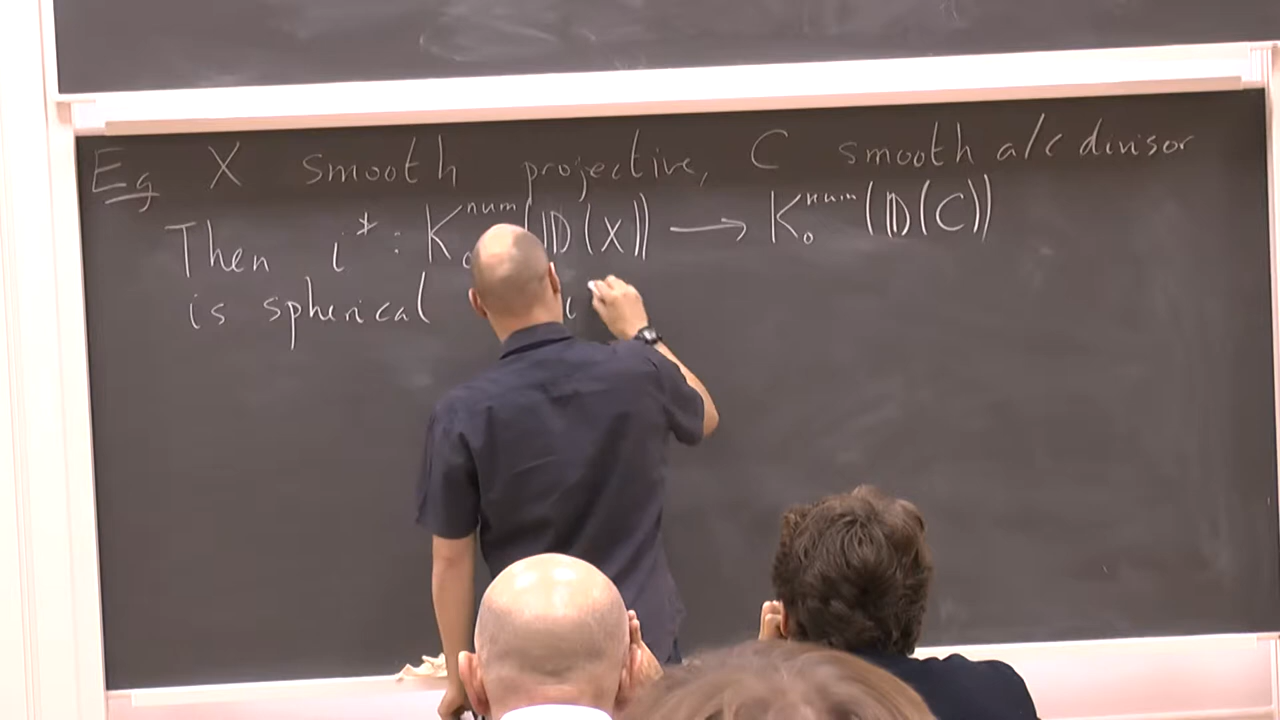 Eg X smooth projective, C smooth a/c divisor
Then i* : K₀ⁿᵘᵐ(𝔻(X)) ⟶ K₀ⁿᵘᵐ(𝔻(C))
is spherical